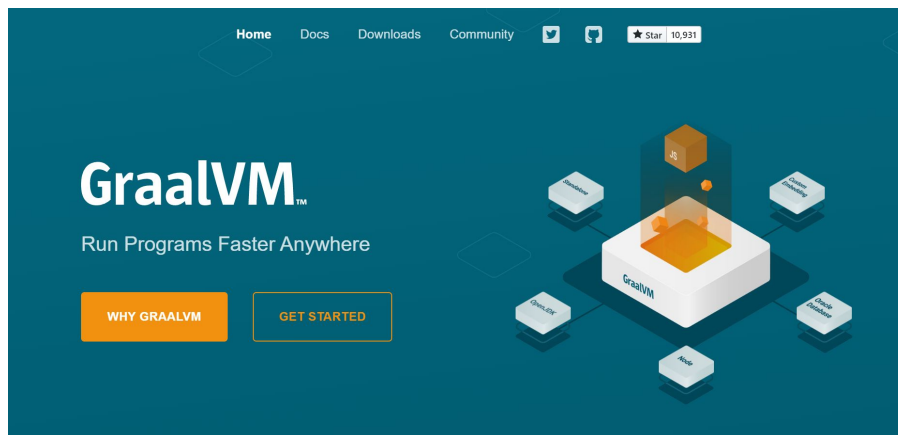 Home Docs Downloads Community Star 10,931
GraalVM™
Run Programs Faster Anywhere
WHY GRAALVM GET STARTED
JS
Standalone
Custom
Embedding
GraalVM
OpenJDK
Oracle
Database
Node